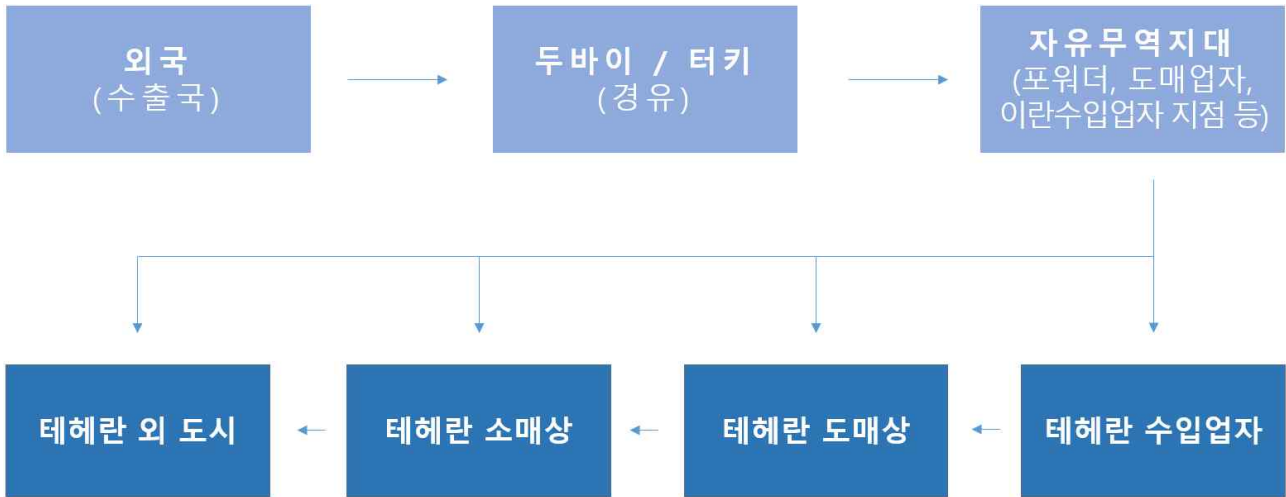 외국
(수출국)
두바이 / 터키
(경유)
자유무역지대
(포워더, 도매업자,
이란수입업자 지점 등)
테헤란 외 도시
테헤란 소매상
테헤란 도매상
테헤란 수입업자